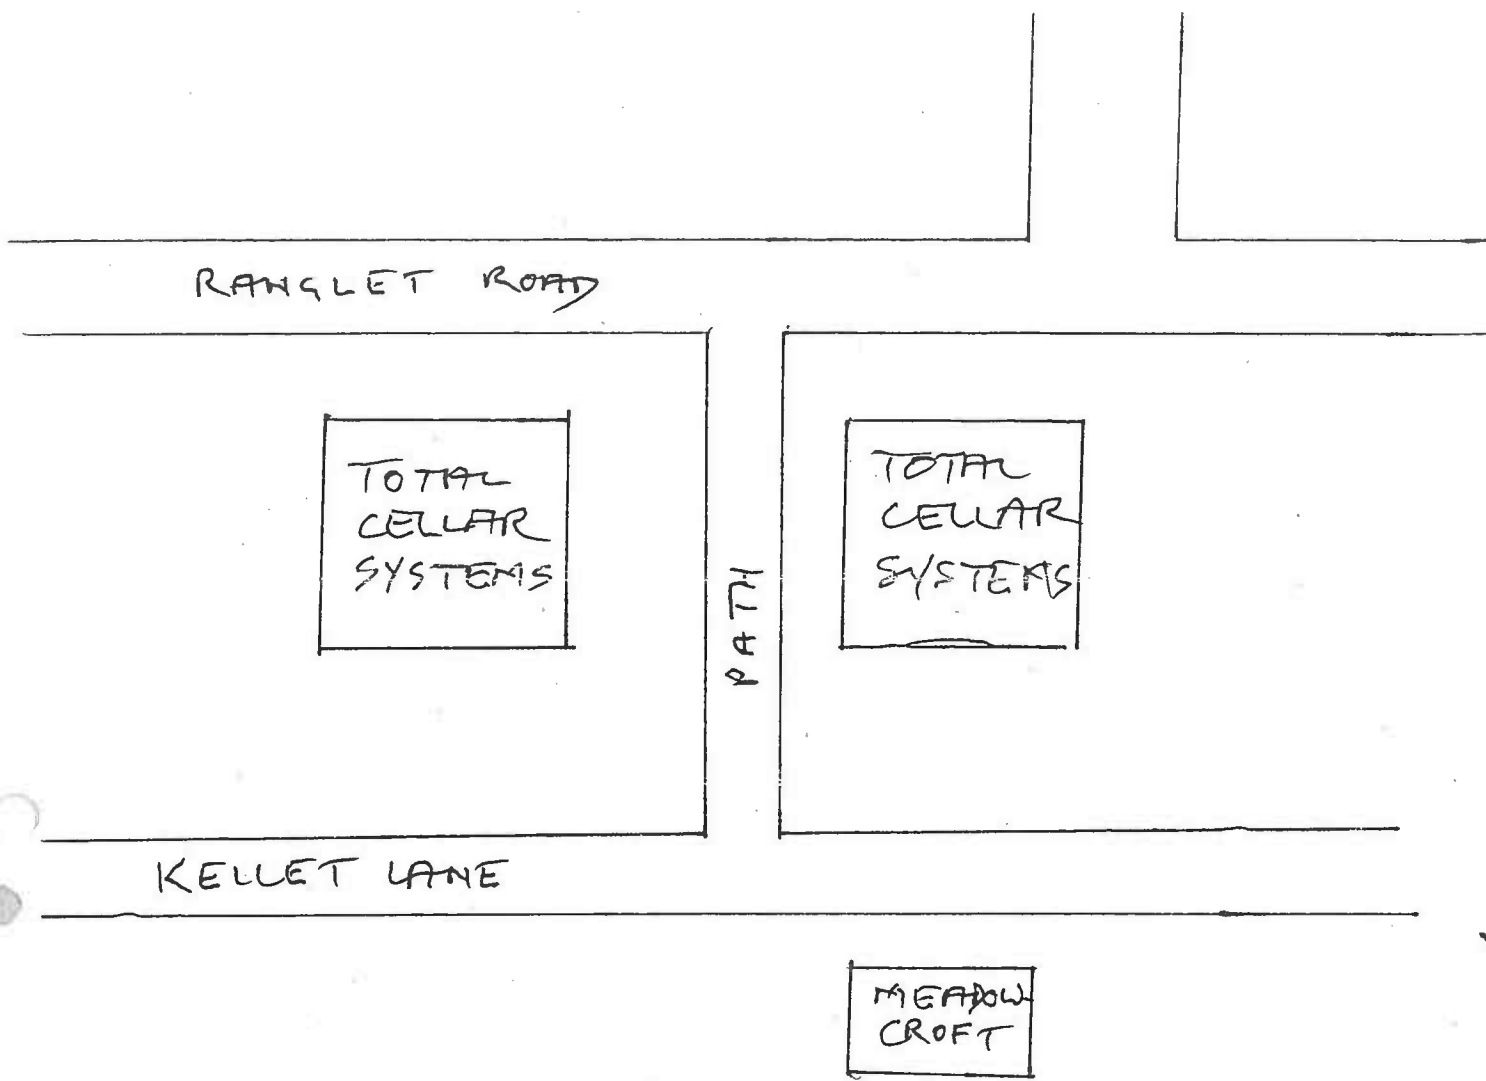 RANGLET ROAD
TOTAL
CELLAR
SYSTEMS
PATH
TOTAL
CELLAR
SYSTEMS
KELLET LANE
MEADOW
CROFT